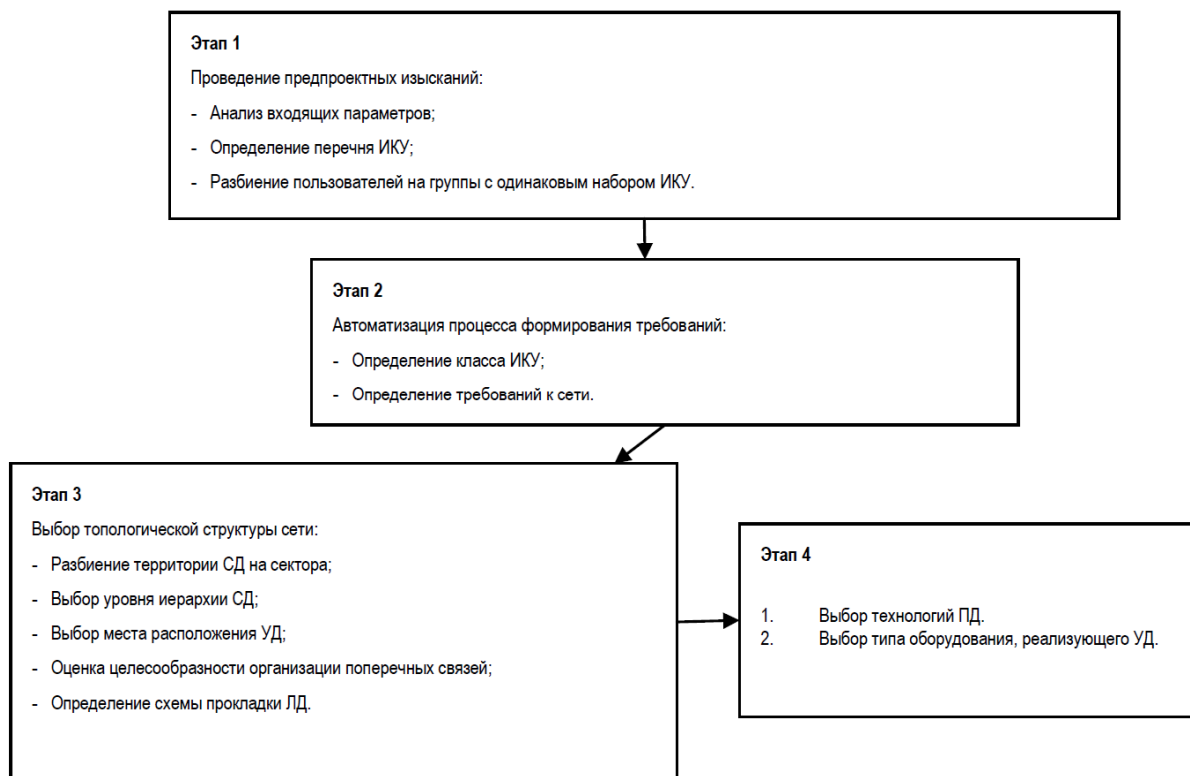 Этап 1
Проведение предпроектных изысканий:
- Анализ входящих параметров;
- Определение перечня ИКУ;
- Разбиение пользователей на группы с одинаковым набором ИКУ.
Этап 2
Автоматизация процесса формирования требований:
- Определение класса ИКУ;
- Определение требований к сети.
Этап 3
Выбор топологической структуры сети:
- Разбиение территории СД на сектора;
- Выбор уровня иерархии СД;
- Выбор места расположения УД;
- Оценка целесообразности организации поперечных связей;
- Определение схемы прокладки ЛД.
Этап 4
1. Выбор технологий ПД.
2. Выбор типа оборудования, реализующего УД.